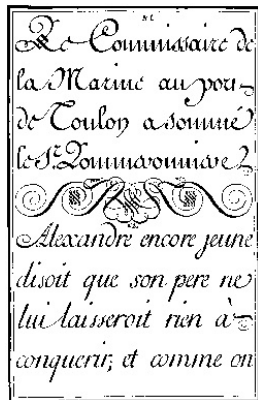 Le Commissaire de
la Marine au port
de Toulon a sommé
le Sr.
Alexandre encore jeune
disoit que son pere ne
lui laisseroit rien à
conquerir; et comme on